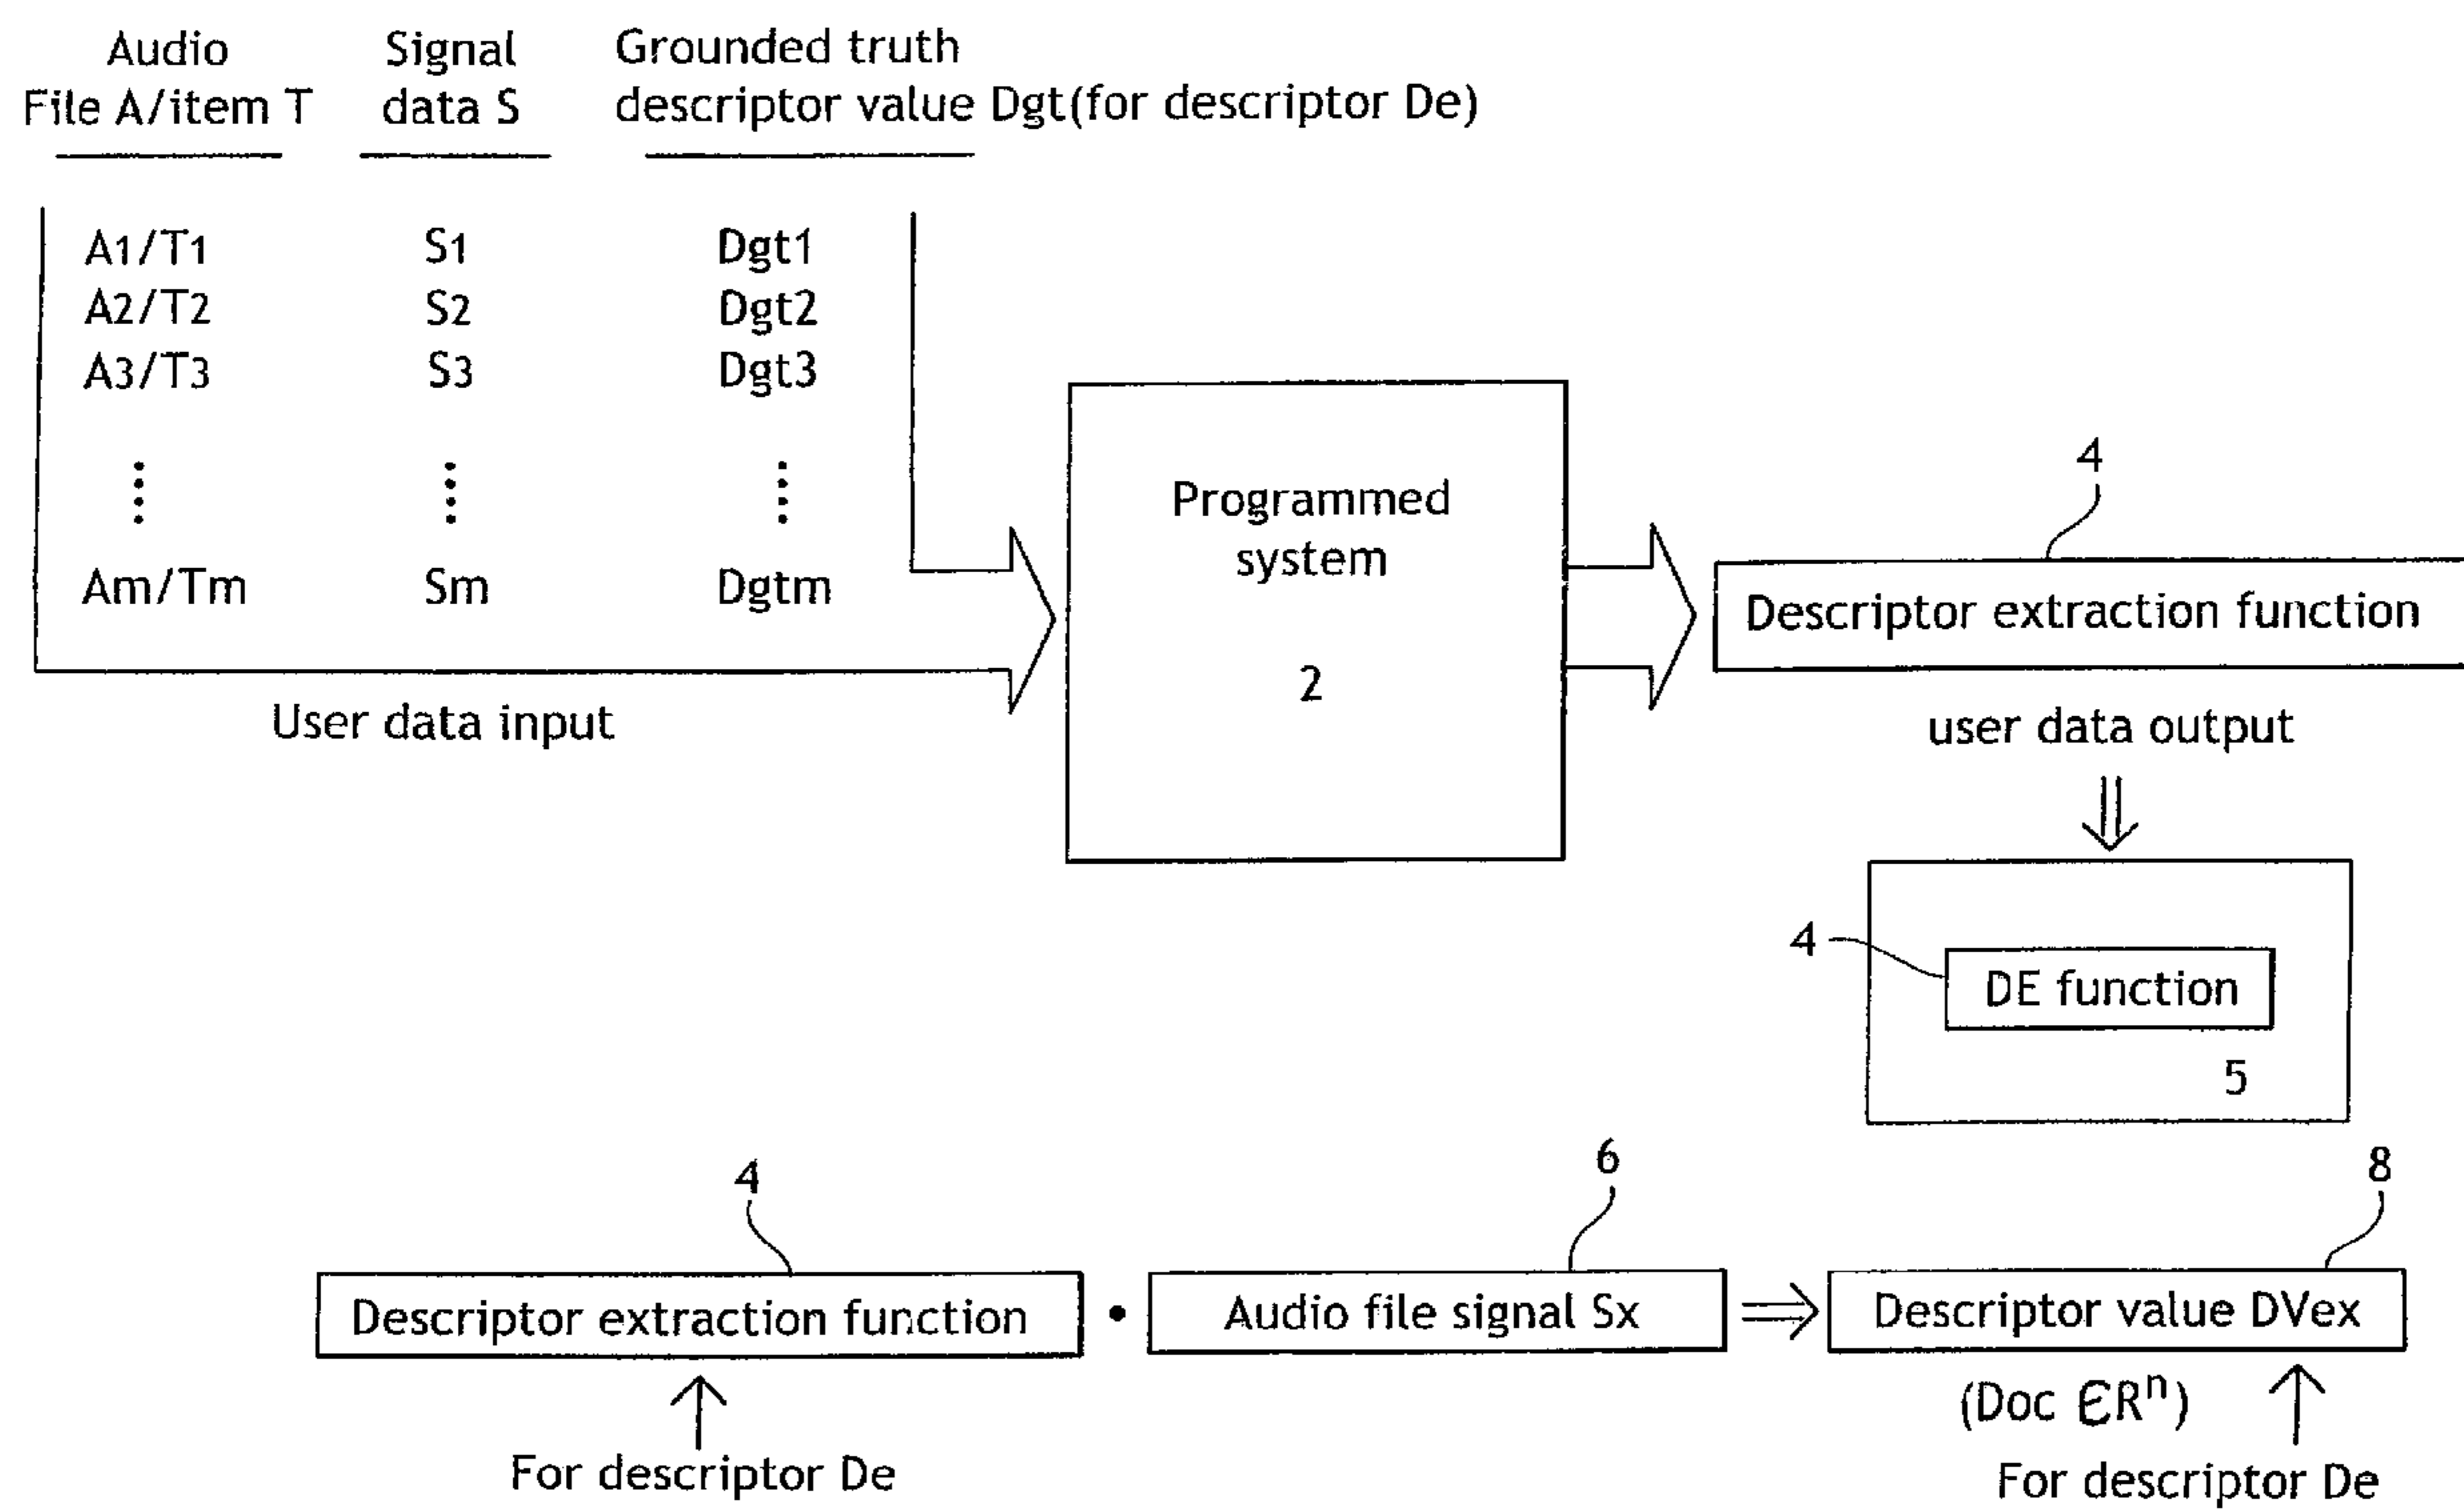 Audio
File A/item T
Signal
data S
Grounded truth
descriptor value Dgt(for descriptor De)
A1/T1 S1 Dgt1
A2/T2 S2 Dgt2
A3/T3 S3 Dgt3
Am/Tm Sm Dgtm
User data input
Programmed
system
2
4
Descriptor extraction function
user data output
4
DE function
5
4
6
8
Descriptor extraction function • Audio file signal Sx ⇒ Descriptor value DVex
(Doc ∈Rⁿ)
For descriptor De
For descriptor De